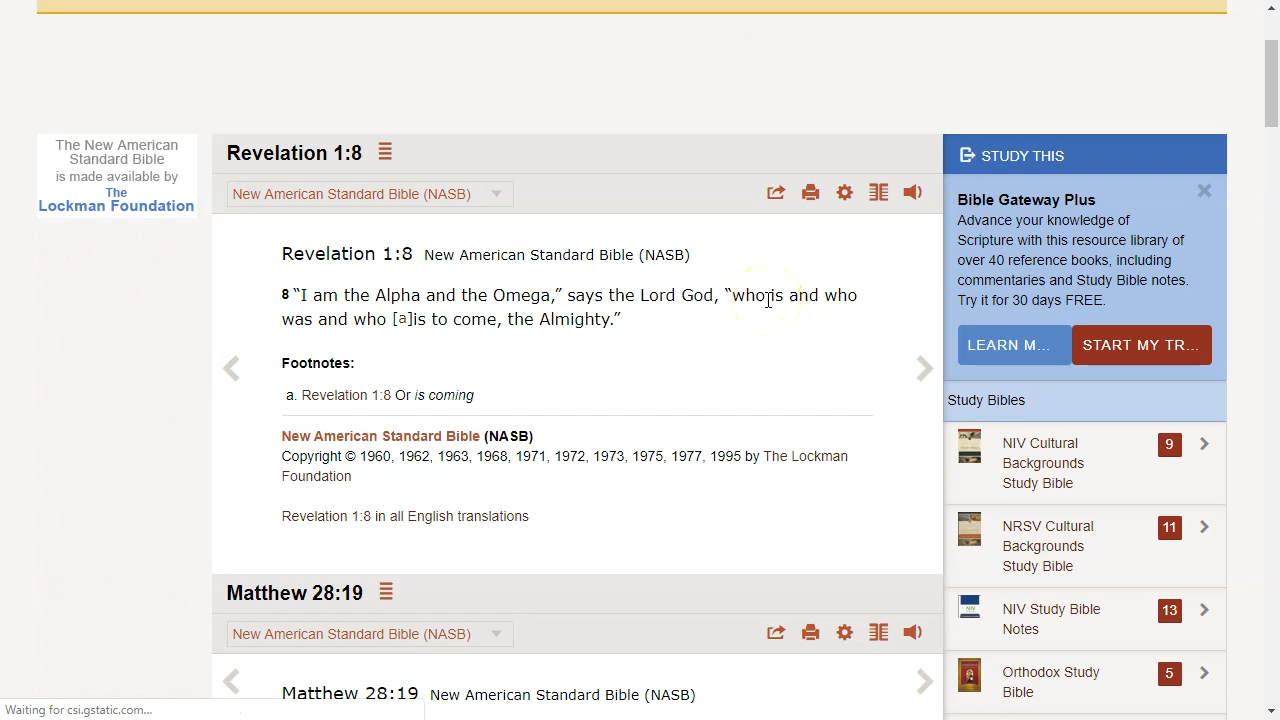 The New American
Standard Bible
is made available by
The
Lockman Foundation
Revelation 1:8
New American Standard Bible (NASB)
Revelation 1:8 New American Standard Bible (NASB)
8 “I am the Alpha and the Omega,” says the Lord God, “who is and who
was and who [a]is to come, the Almighty.”
Footnotes:
a. Revelation 1:8 Or is coming
New American Standard Bible (NASB)
Copyright © 1960, 1962, 1963, 1968, 1971, 1972, 1973, 1975, 1977, 1995 by The Lockman
Foundation
Revelation 1:8 in all English translations
Matthew 28:19
New American Standard Bible (NASB)
Matthew 28:19 New American Standard Bible (NASB)
STUDY THIS
Bible Gateway Plus
Advance your knowledge of
Scripture with this resource library of
over 40 reference books, including
commentaries and Study Bible notes.
Try it for 30 days FREE.
LEARN M... START MY TR...
Study Bibles
NIV Cultural
Backgrounds
Study Bible
9
NRSV Cultural
Backgrounds
Study Bible
11
NIV Study Bible
Notes
13
Orthodox Study
Bible
5
Waiting for csi.gstatic.com...